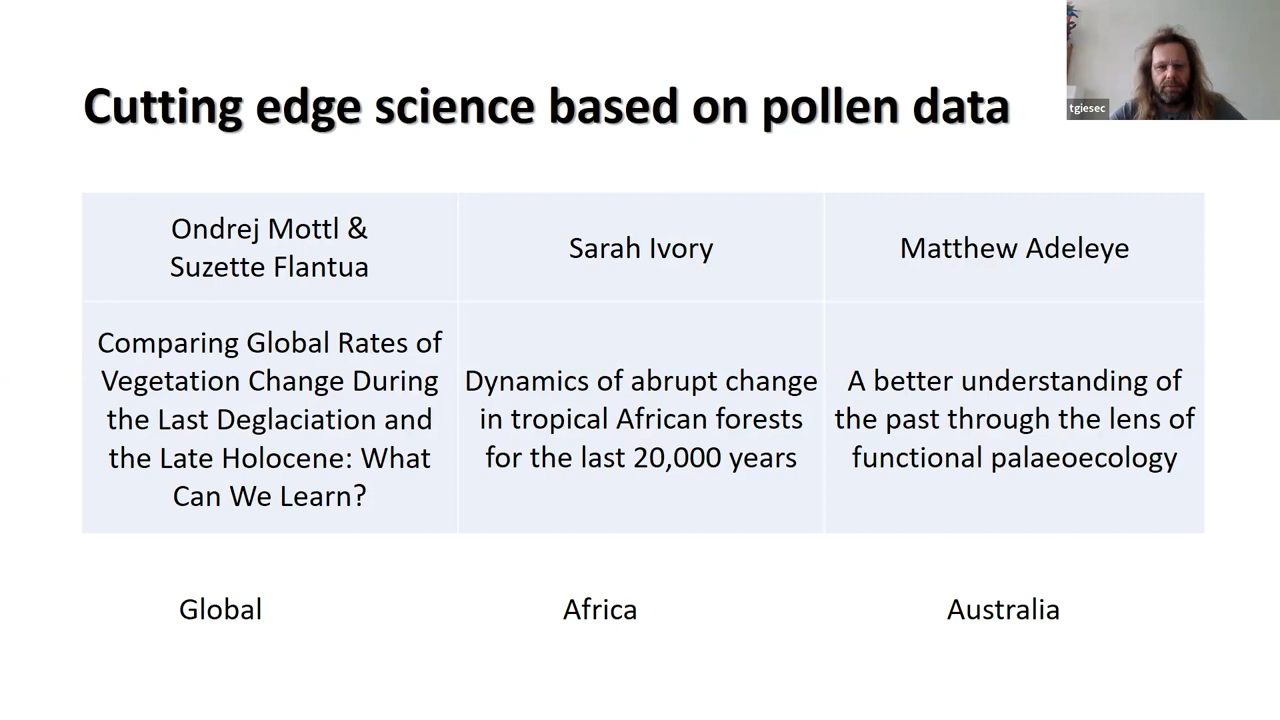 Cutting edge science based on pollen data
tgiesec
Ondrej Mottl &
Suzette Flantua
Sarah Ivory
Matthew Adeleye
Comparing Global Rates of
Vegetation Change During
the Last Deglaciation and
the Late Holocene: What
Can We Learn?
Dynamics of abrupt change
in tropical African forests
for the last 20,000 years
A better understanding of
the past through the lens of
functional palaeoecology
Global
Africa
Australia